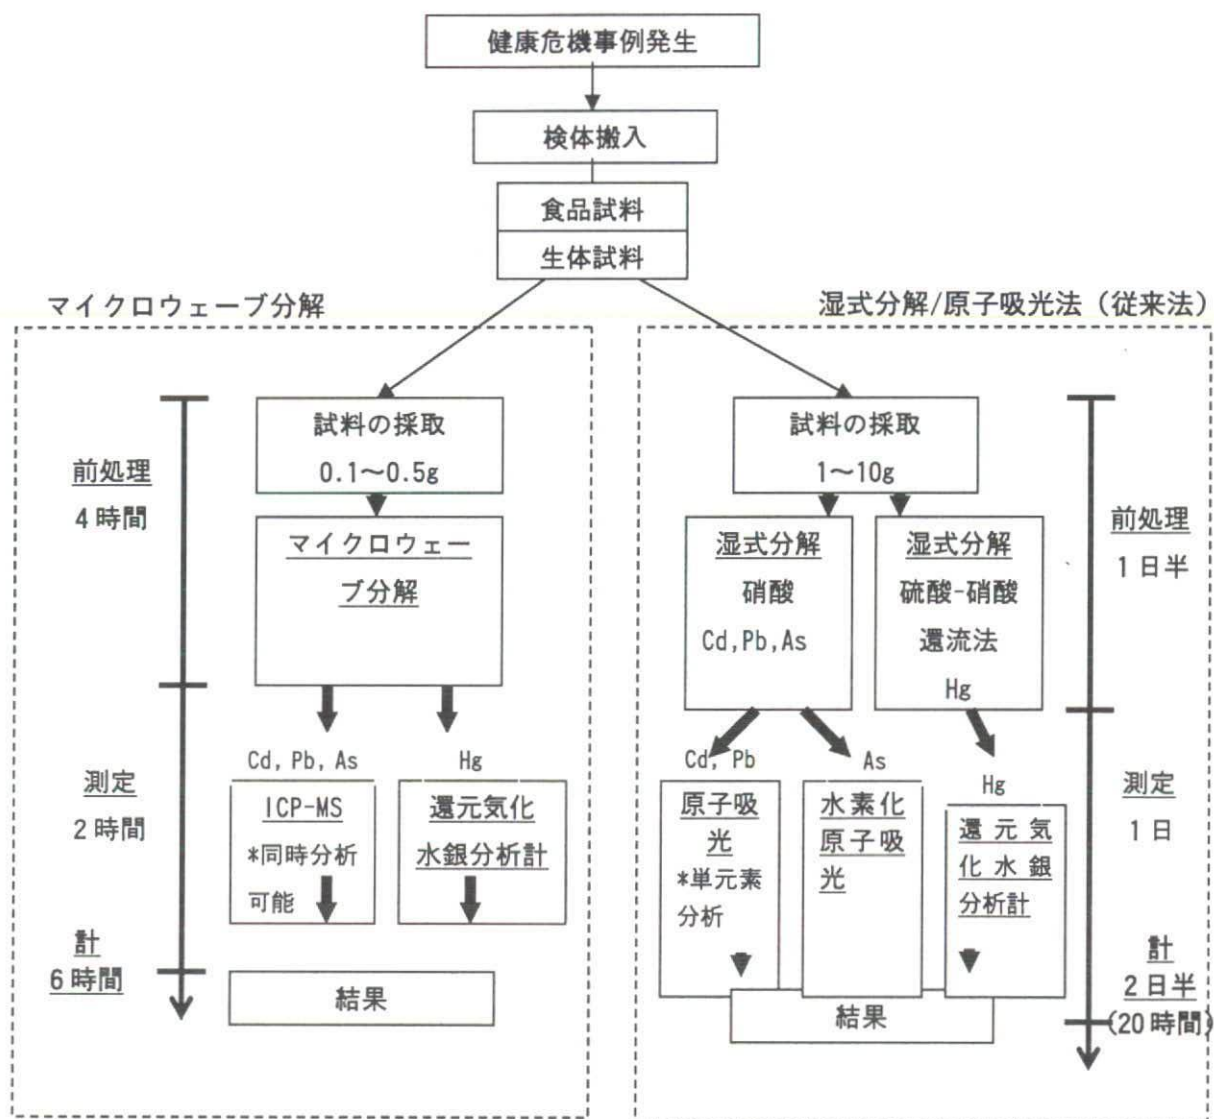 健康危機事例発生
検体搬入
食品試料
生体試料
マイクロウェーブ分解
前処理
4時間
試料の採取
0.1～0.5g
マイクロウェー
ブ分解
測定
2時間
Cd, Pb, As
ICP-MS
*同時分析
可能
Hg
還元気化
水銀分析計
計
6時間
結果
湿式分解/原子吸光法（従来法）
試料の採取
1～10g
前処理
1日半
湿式分解
硝酸
Cd,Pb,As
湿式分解
硫酸-硝酸
還流法
Hg
測定
1日
Cd, Pb
原子吸
光
*単元素
分析
As
水素化
原子吸
光
Hg
還元気
化水銀
分析計
計
2日半
(20時間)
結果